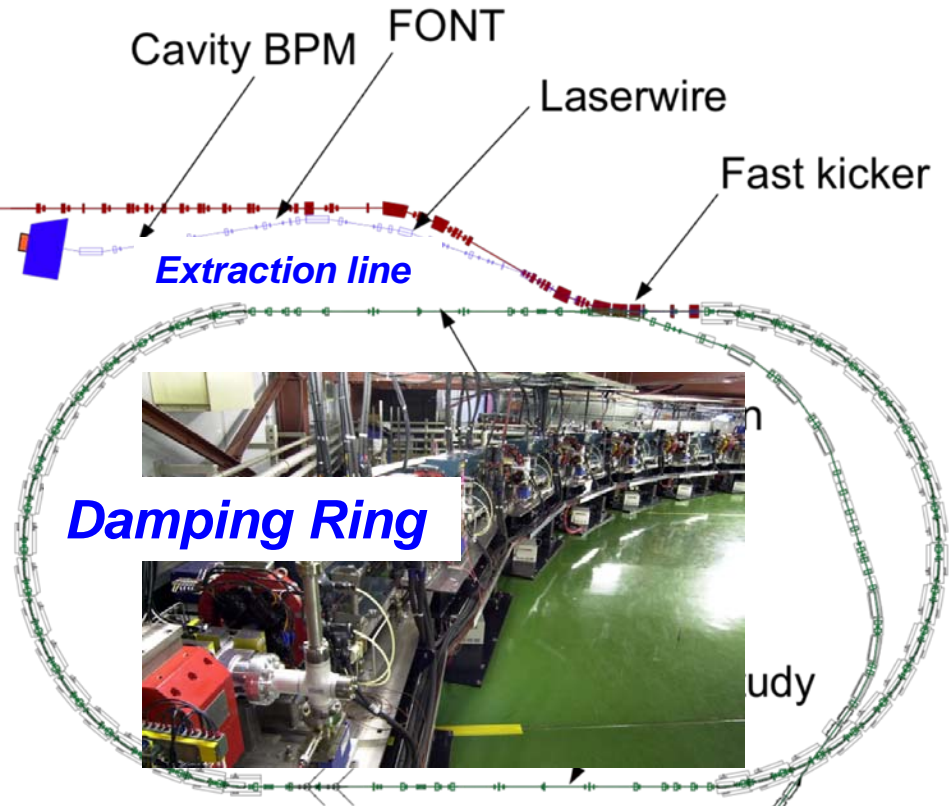 FONT
Cavity BPM
Laserwire
Fast kicker
Extraction line
Damping Ring